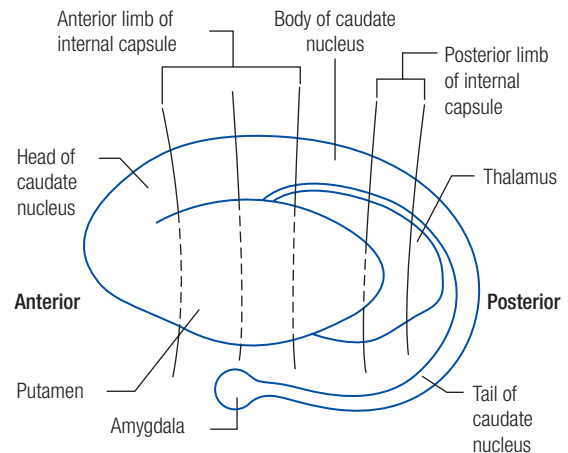 Anterior limb of
internal capsule
Body of caudate
nucleus
Posterior limb
of internal
capsule
Head of
caudate
nucleus
Thalamus
Anterior
Posterior
Putamen
Amygdala
Tail of
caudate
nucleus